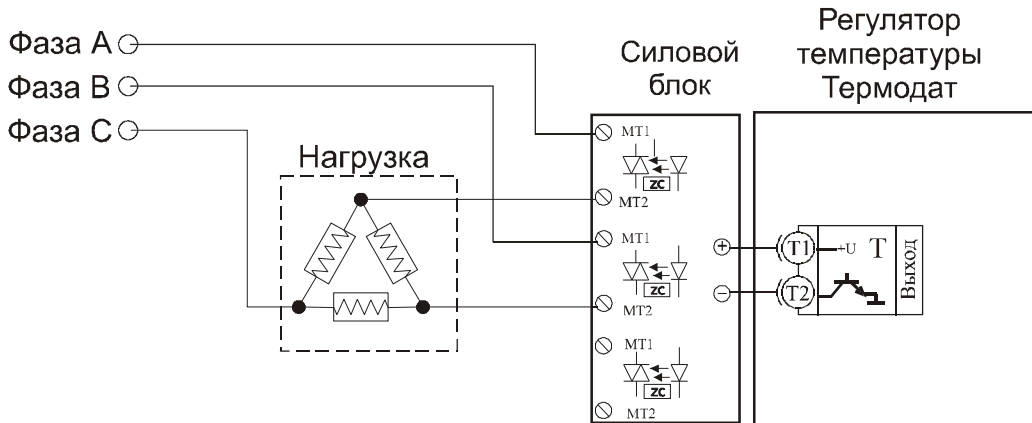 Фаза A
Фаза B
Фаза C
Нагрузка
Силовой
блок
Регулятор
температуры
Термодат
MT1
ZC
MT2
MT1
ZC
MT2
MT1
ZC
MT2
+
−
T1
+U
T
T2
Выход